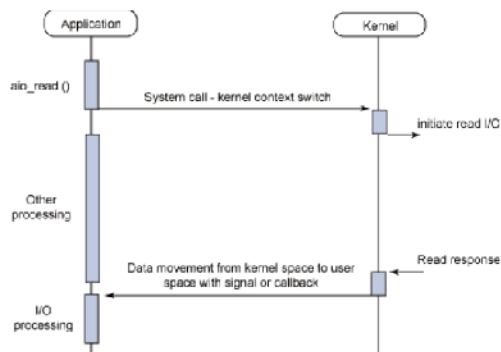 Application
Kernel
aio_read ()
System call - kernel context switch
initiate read I/O
Other
processing
Read response
Data movement from kernel space to user
space with signal or callback
I/O
processing